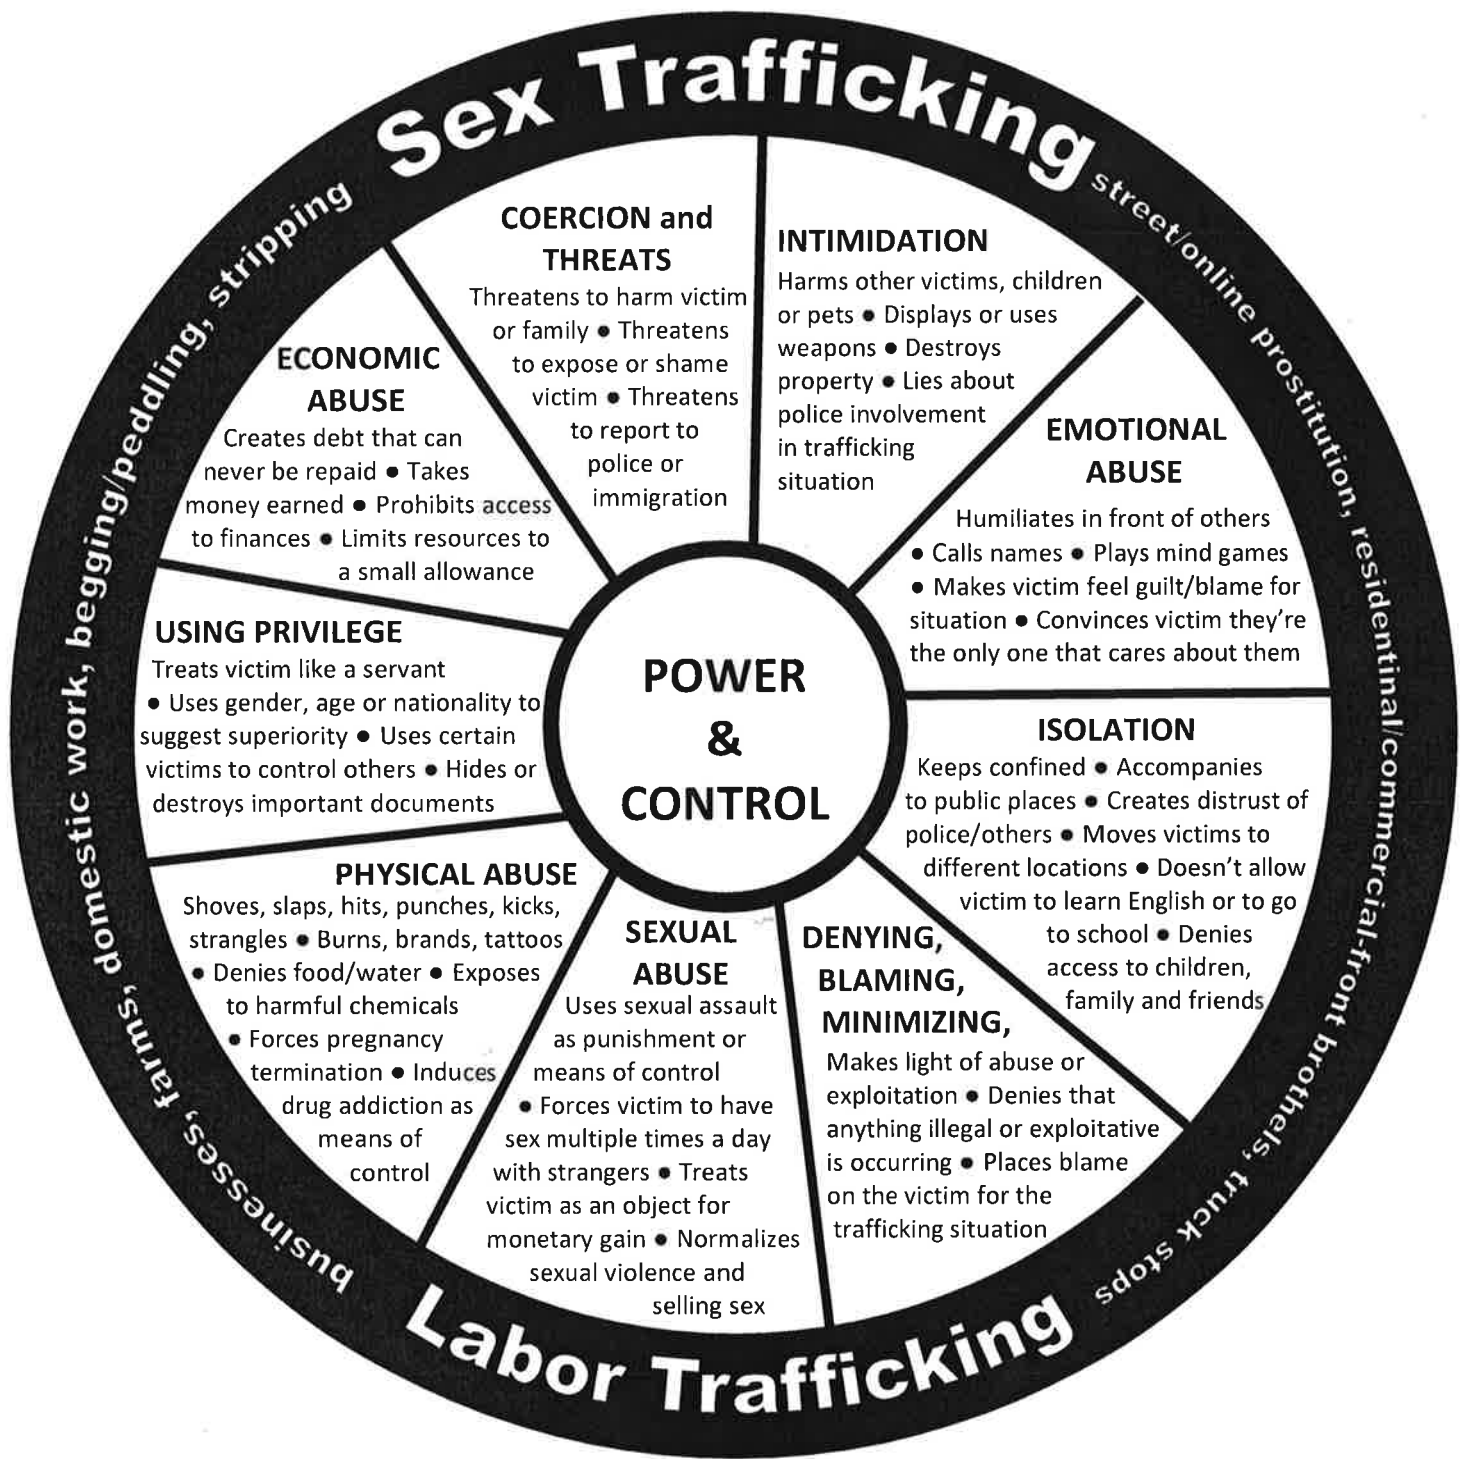 Sex Trafficking
street/online prostitution, residentinal/commercial-front brothels, truck stops
Labor Trafficking
businesses, farms, domestic work, begging/peddling, stripping
COERCION and
THREATS
Threatens to harm victim
or family ● Threatens
to expose or shame
victim ● Threatens
to report to
police or
immigration
INTIMIDATION
Harms other victims, children
or pets ● Displays or uses
weapons ● Destroys
property ● Lies about
police involvement
in trafficking
situation
EMOTIONAL
ABUSE
Humiliates in front of others
● Calls names ● Plays mind games
● Makes victim feel guilt/blame for
situation ● Convinces victim they're
the only one that cares about them
ISOLATION
Keeps confined ● Accompanies
to public places ● Creates distrust of
police/others ● Moves victims to
different locations ● Doesn't allow
victim to learn English or to go
to school ● Denies
access to children,
family and friends
DENYING,
BLAMING,
MINIMIZING,
Makes light of abuse or
exploitation ● Denies that
anything illegal or exploitative
is occurring ● Places blame
on the victim for the
trafficking situation
SEXUAL
ABUSE
Uses sexual assault
as punishment or
means of control
● Forces victim to have
sex multiple times a day
with strangers ● Treats
victim as an object for
monetary gain ● Normalizes
sexual violence and
selling sex
PHYSICAL ABUSE
Shoves, slaps, hits, punches, kicks,
strangles ● Burns, brands, tattoos
● Denies food/water ● Exposes
to harmful chemicals
● Forces pregnancy
termination ● Induces
drug addiction as
means of
control
USING PRIVILEGE
Treats victim like a servant
● Uses gender, age or nationality to
suggest superiority ● Uses certain
victims to control others ● Hides or
destroys important documents
ECONOMIC
ABUSE
Creates debt that can
never be repaid ● Takes
money earned ● Prohibits access
to finances ● Limits resources to
a small allowance
POWER
&
CONTROL